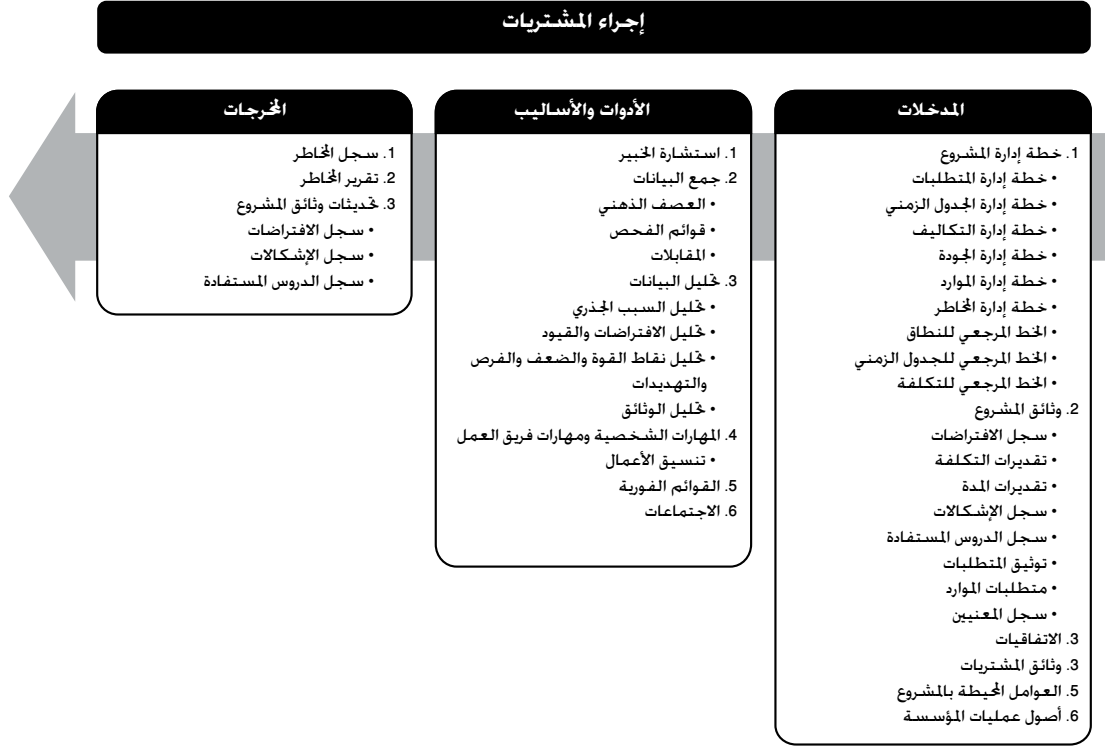 إجراء المشتريات
المدخلات
1. خطة إدارة المشروع
• خطة إدارة المتطلبات
• خطة إدارة الجدول الزمني
• خطة إدارة التكاليف
• خطة إدارة الجودة
• خطة إدارة الموارد
• خطة إدارة المخاطر
• الخط المرجعي للنطاق
• الخط المرجعي للجدول الزمني
• الخط المرجعي للتكلفة
2. وثائق المشروع
• سجل الافتراضات
• تقديرات التكلفة
• تقديرات المدة
• سجل الإشكالات
• سجل الدروس المستفادة
• توثيق المتطلبات
• متطلبات الموارد
• سجل المعنيين
3. الاتفاقيات
3. وثائق المشتريات
5. العوامل المحيطة بالمشروع
6. أصول عمليات المؤسسة
الأدوات والأساليب
1. استشارة الخبير
2. جمع البيانات
• العصف الذهني
• قوائم الفحص
• المقابلات
3. تحليل البيانات
• تحليل السبب الجذري
• تحليل الافتراضات والقيود
• تحليل نقاط القوة والضعف والفرص
والتهديدات
• تحليل الوثائق
4. المهارات الشخصية ومهارات فريق العمل
• تنسيق الأعمال
5. القوائم الفورية
6. الاجتماعات
المخرجات
1. سجل المخاطر
2. تقرير المخاطر
3. تحديثات وثائق المشروع
• سجل الافتراضات
• سجل الإشكالات
• سجل الدروس المستفادة